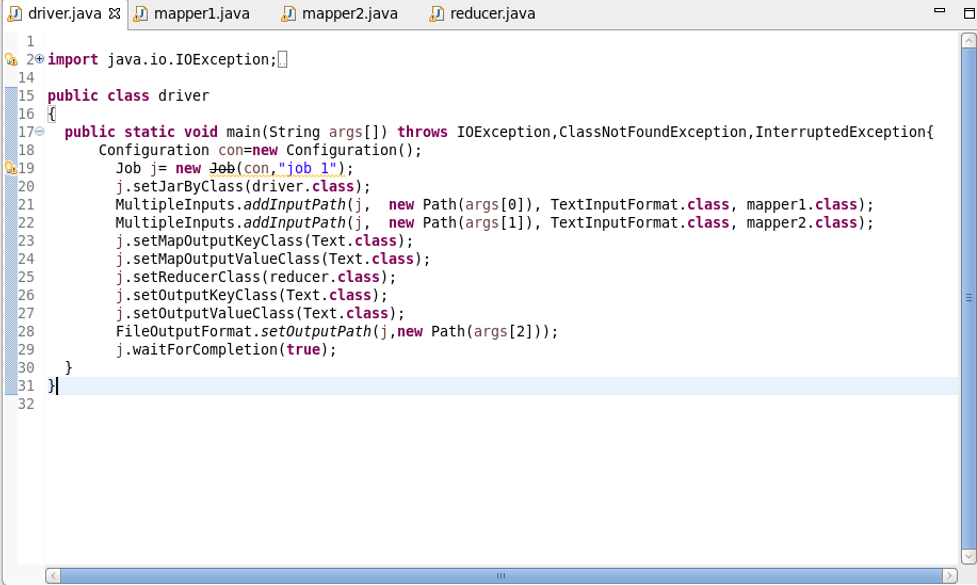 driver.java mapper1.java mapper2.java reducer.java
1
2 import java.io.IOException;
14
15 public class driver
16 {
17 public static void main(String args[]) throws IOException,ClassNotFoundException,InterruptedException{
18 Configuration con=new Configuration();
19 Job j= new Job(con,"job 1");
20 j.setJarByClass(driver.class);
21 MultipleInputs.addInputPath(j, new Path(args[0]), TextInputFormat.class, mapper1.class);
22 MultipleInputs.addInputPath(j, new Path(args[1]), TextInputFormat.class, mapper2.class);
23 j.setMapOutputKeyClass(Text.class);
24 j.setMapOutputValueClass(Text.class);
25 j.setReducerClass(reducer.class);
26 j.setOutputKeyClass(Text.class);
27 j.setOutputValueClass(Text.class);
28 FileOutputFormat.setOutputPath(j,new Path(args[2]));
29 j.waitForCompletion(true);
30 }
31 }
32